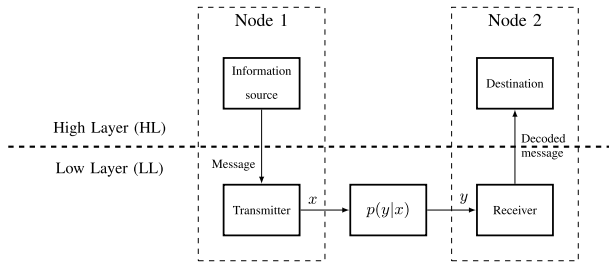 Node 1
Node 2
Information
source
Destination
High Layer (HL)
Low Layer (LL)
Message
Decoded
message
Transmitter
x
p(y|x)
y
Receiver